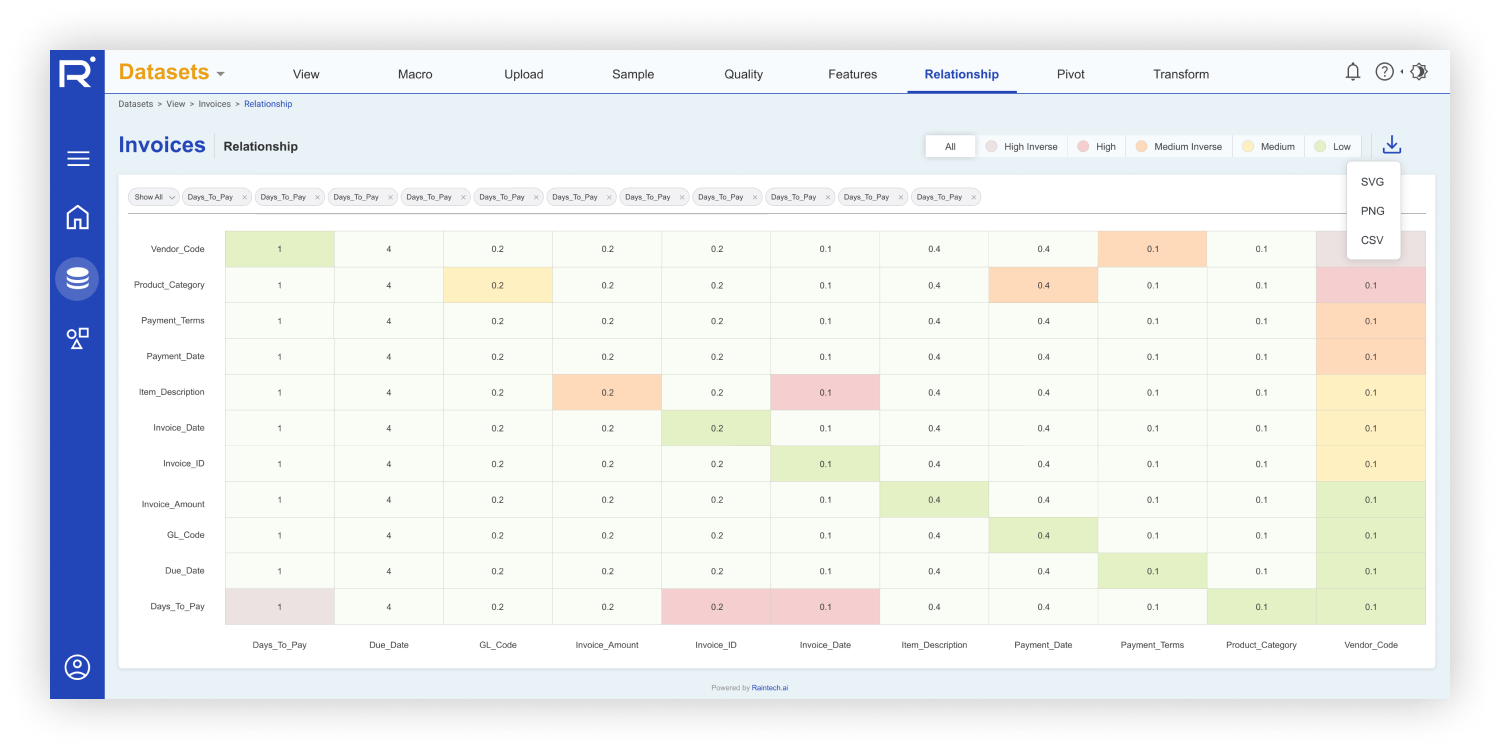 R
Datasets View Macro Upload Sample Quality Features Relationship Pivot Transform ?
Datasets > View > Invoices > Relationship
Invoices Relationship All High Inverse High Medium Inverse Medium Low
SVG
PNG
CSV
Show All Days_To_Pay × Days_To_Pay × Days_To_Pay × Days_To_Pay × Days_To_Pay × Days_To_Pay × Days_To_Pay × Days_To_Pay × Days_To_Pay × Days_To_Pay × Days_To_Pay ×
Vendor_Code 1 4 0.2 0.2 0.2 0.1 0.4 0.4 0.1 0.1
Product_Category 1 4 0.2 0.2 0.2 0.1 0.4 0.4 0.1 0.1 0.1
Payment_Terms 1 4 0.2 0.2 0.2 0.1 0.4 0.4 0.1 0.1 0.1
Payment_Date 1 4 0.2 0.2 0.2 0.1 0.4 0.4 0.1 0.1 0.1
Item_Description 1 4 0.2 0.2 0.2 0.1 0.4 0.4 0.1 0.1 0.1
Invoice_Date 1 4 0.2 0.2 0.2 0.1 0.4 0.4 0.1 0.1 0.1
Invoice_ID 1 4 0.2 0.2 0.2 0.1 0.4 0.4 0.1 0.1 0.1
Invoice_Amount 1 4 0.2 0.2 0.2 0.1 0.4 0.4 0.1 0.1 0.1
GL_Code 1 4 0.2 0.2 0.2 0.1 0.4 0.4 0.1 0.1 0.1
Due_Date 1 4 0.2 0.2 0.2 0.1 0.4 0.4 0.1 0.1 0.1
Days_To_Pay 1 4 0.2 0.2 0.2 0.1 0.4 0.4 0.1 0.1 0.1
Days_To_Pay Due_Date GL_Code Invoice_Amount Invoice_ID Invoice_Date Item_Description Payment_Date Payment_Terms Product_Category Vendor_Code
Powered by Raintech.ai